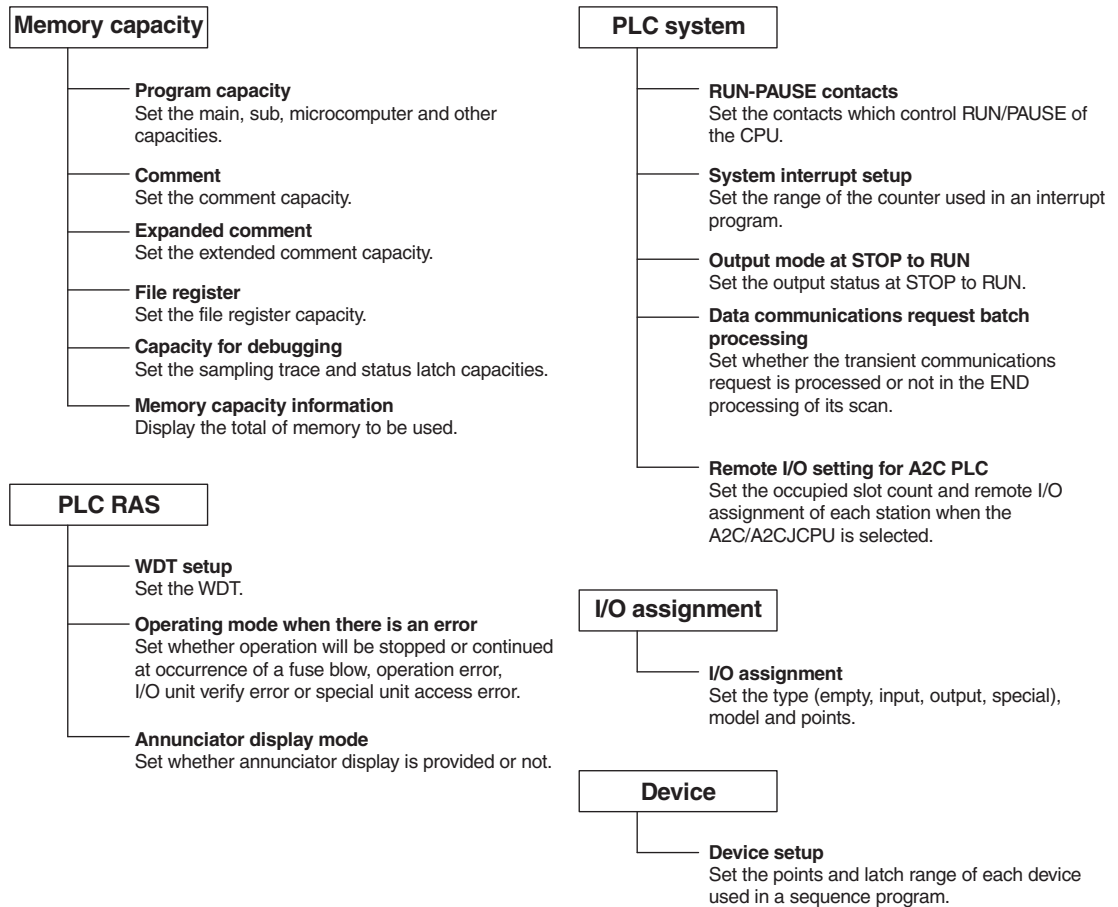 Memory capacity
Program capacity
Set the main, sub, microcomputer and other
capacities.
Comment
Set the comment capacity.
Expanded comment
Set the extended comment capacity.
File register
Set the file register capacity.
Capacity for debugging
Set the sampling trace and status latch capacities.
Memory capacity information
Display the total of memory to be used.
PLC RAS
WDT setup
Set the WDT.
Operating mode when there is an error
Set whether operation will be stopped or continued
at occurrence of a fuse blow, operation error,
I/O unit verify error or special unit access error.
Annunciator display mode
Set whether annunciator display is provided or not.
PLC system
RUN-PAUSE contacts
Set the contacts which control RUN/PAUSE of
the CPU.
System interrupt setup
Set the range of the counter used in an interrupt
program.
Output mode at STOP to RUN
Set the output status at STOP to RUN.
Data communications request batch
processing
Set whether the transient communications
request is processed or not in the END
processing of its scan.
Remote I/O setting for A2C PLC
Set the occupied slot count and remote I/O
assignment of each station when the
A2C/A2CJCPU is selected.
I/O assignment
I/O assignment
Set the type (empty, input, output, special),
model and points.
Device
Device setup
Set the points and latch range of each device
used in a sequence program.